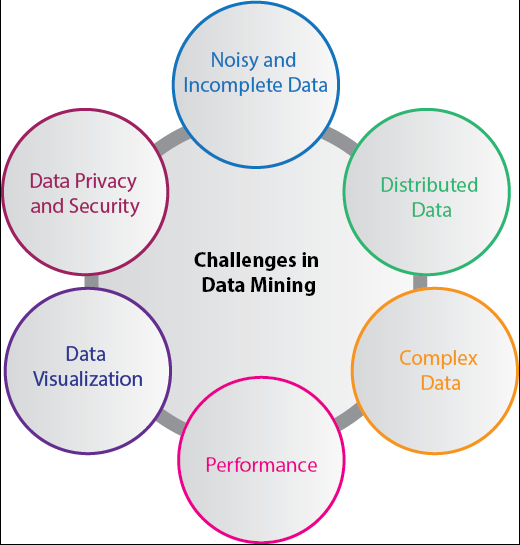 Noisy and
Incomplete Data
Data Privacy
and Security
Distributed
Data
Challenges in
Data Mining
Data
Visualization
Complex
Data
Performance